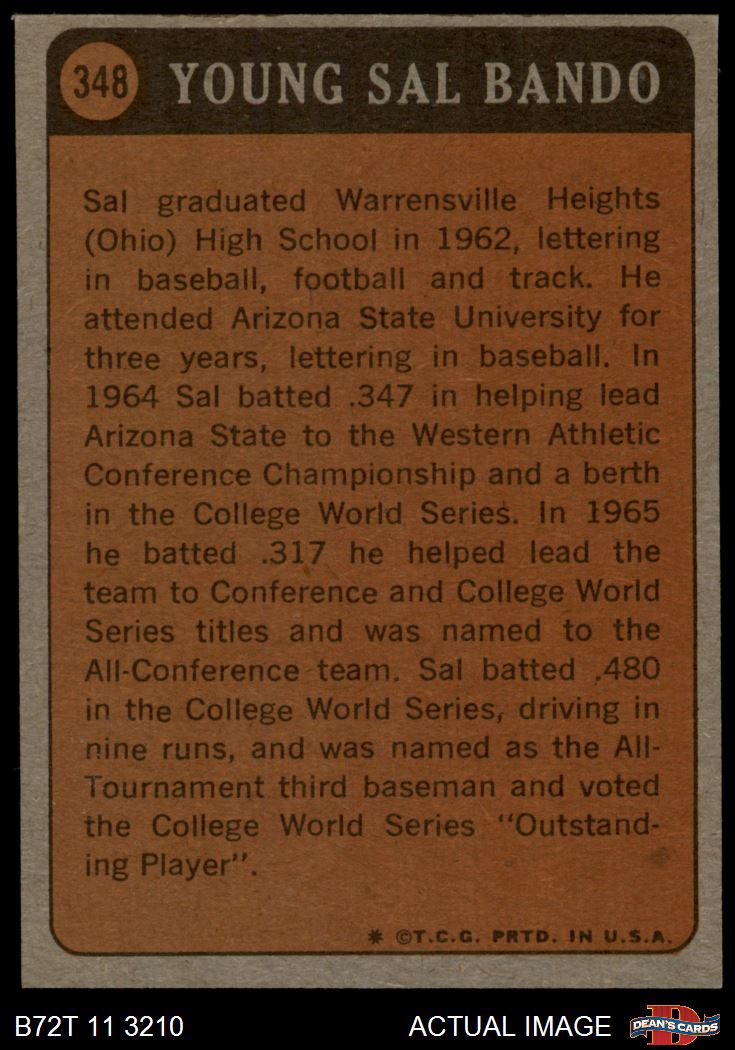 348 YOUNG SAL BANDO
Sal graduated Warrensville Heights
(Ohio) High School in 1962, lettering
in baseball, football and track. He
attended Arizona State University for
three years, lettering in baseball. In
1964 Sal batted .347 in helping lead
Arizona State to the Western Athletic
Conference Championship and a berth
in the College World Series. In 1965
he batted .317 he helped lead the
team to Conference and College World
Series titles and was named to the
All-Conference team. Sal batted .480
in the College World Series, driving in
nine runs, and was named as the All-
Tournament third baseman and voted
the College World Series "Outstand-
ing Player".
* ©T.C.G. PRTD. IN U.S.A.
B72T 11 3210 ACTUAL IMAGE DEAN'S CARDS